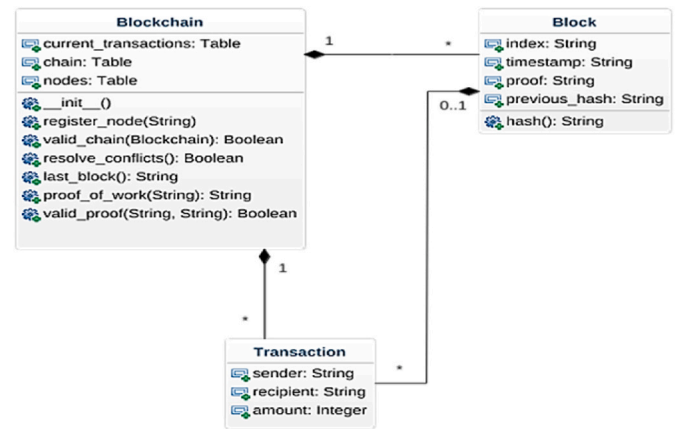 Blockchain
current_transactions: Table
chain: Table
nodes: Table
__init__()
register_node(String)
valid_chain(Blockchain): Boolean
resolve_conflicts(): Boolean
last_block(): String
proof_of_work(String): String
valid_proof(String, String): Boolean
1
*
Block
index: String
timestamp: String
proof: String
previous_hash: String
hash(): String
0..1
1
*
Transaction
sender: String
recipient: String
amount: Integer
*